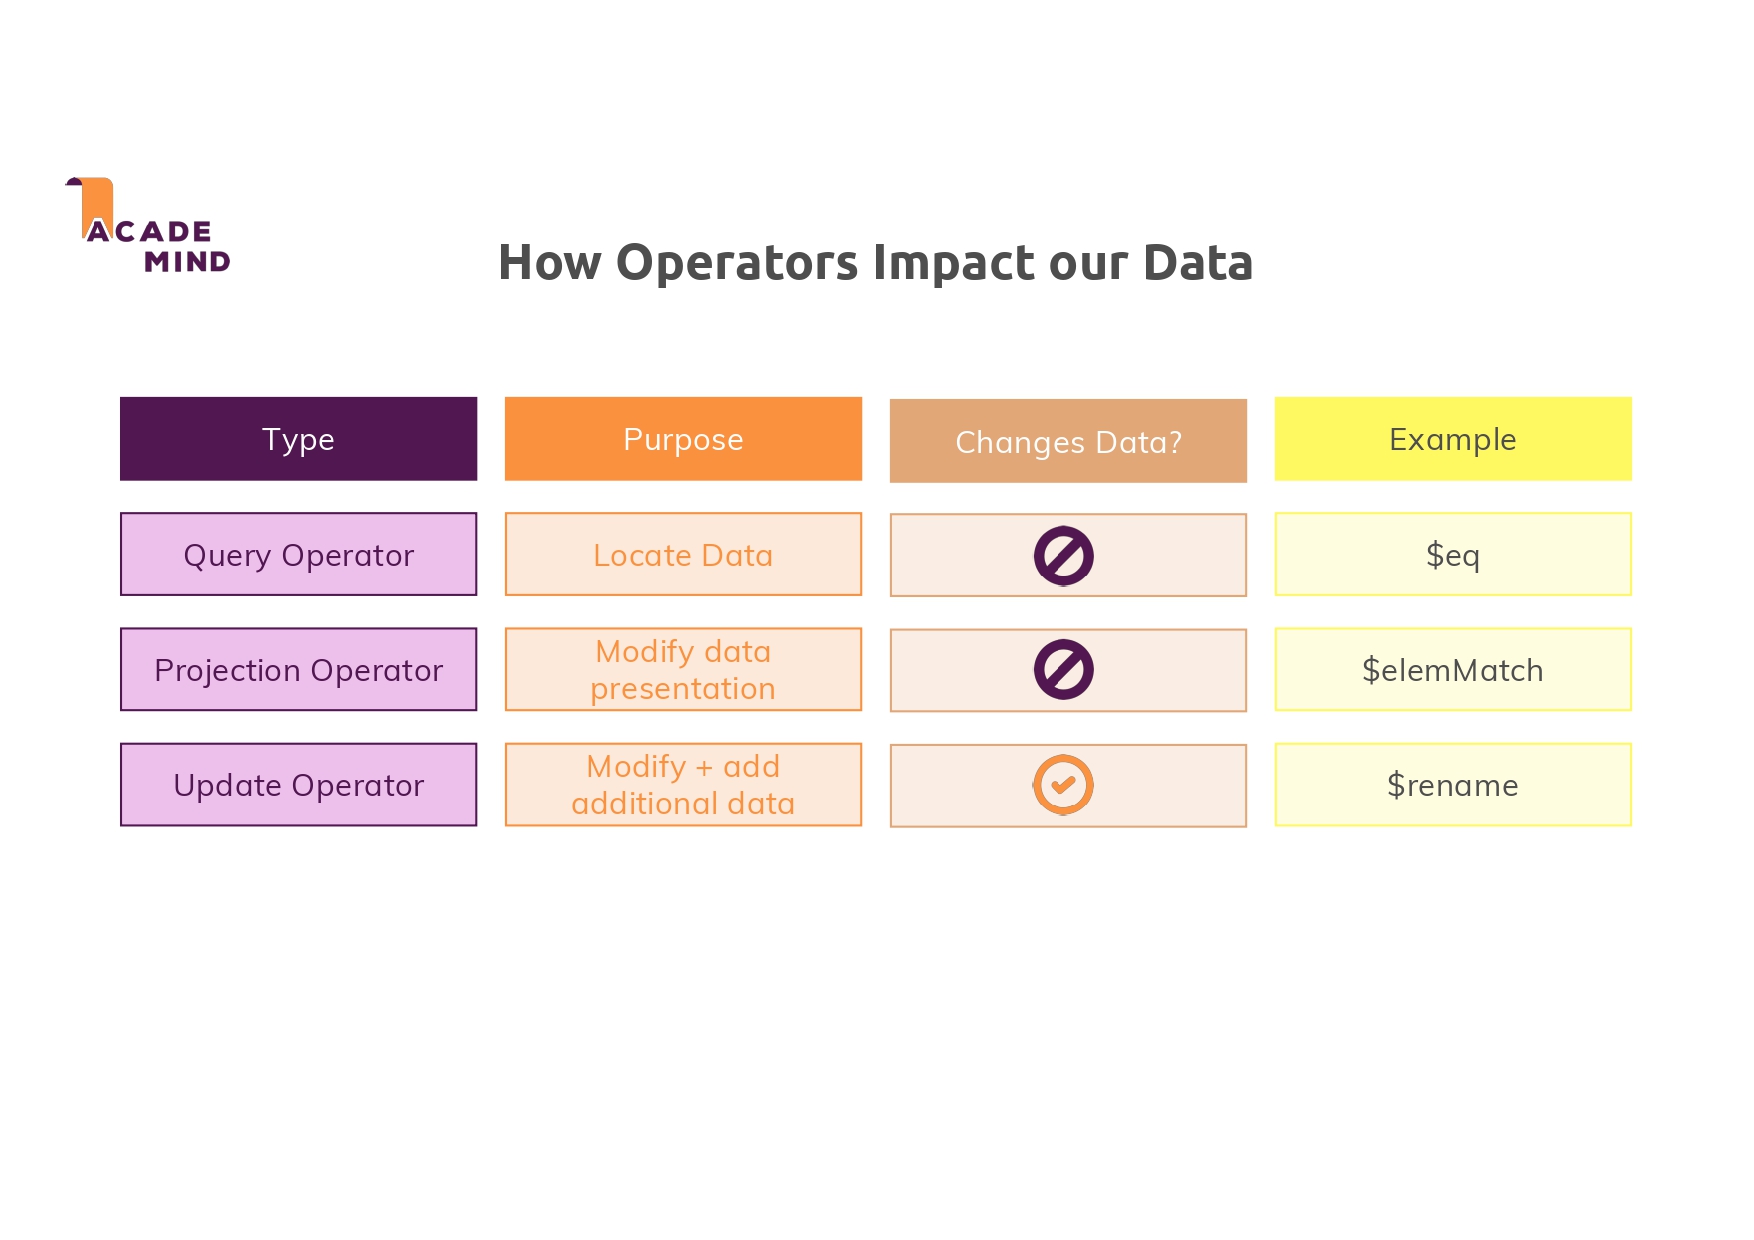 ACADE
MIND
How Operators Impact our Data
Type
Purpose
Changes Data?
Example
Query Operator
Locate Data
$eq
Projection Operator
Modify data
presentation
$elemMatch
Update Operator
Modify + add
additional data
$rename